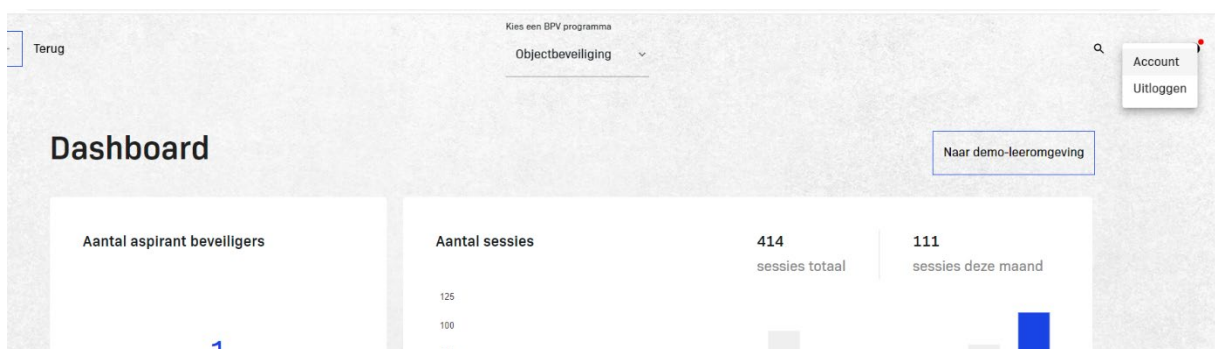 Kies een BPV programma
Terug
Objectbeveiliging
Account
Uitloggen
Dashboard
Naar demo-leeromgeving
Aantal aspirant beveiligers
Aantal sessies
414
sessies totaal
111
sessies deze maand
125
100
1